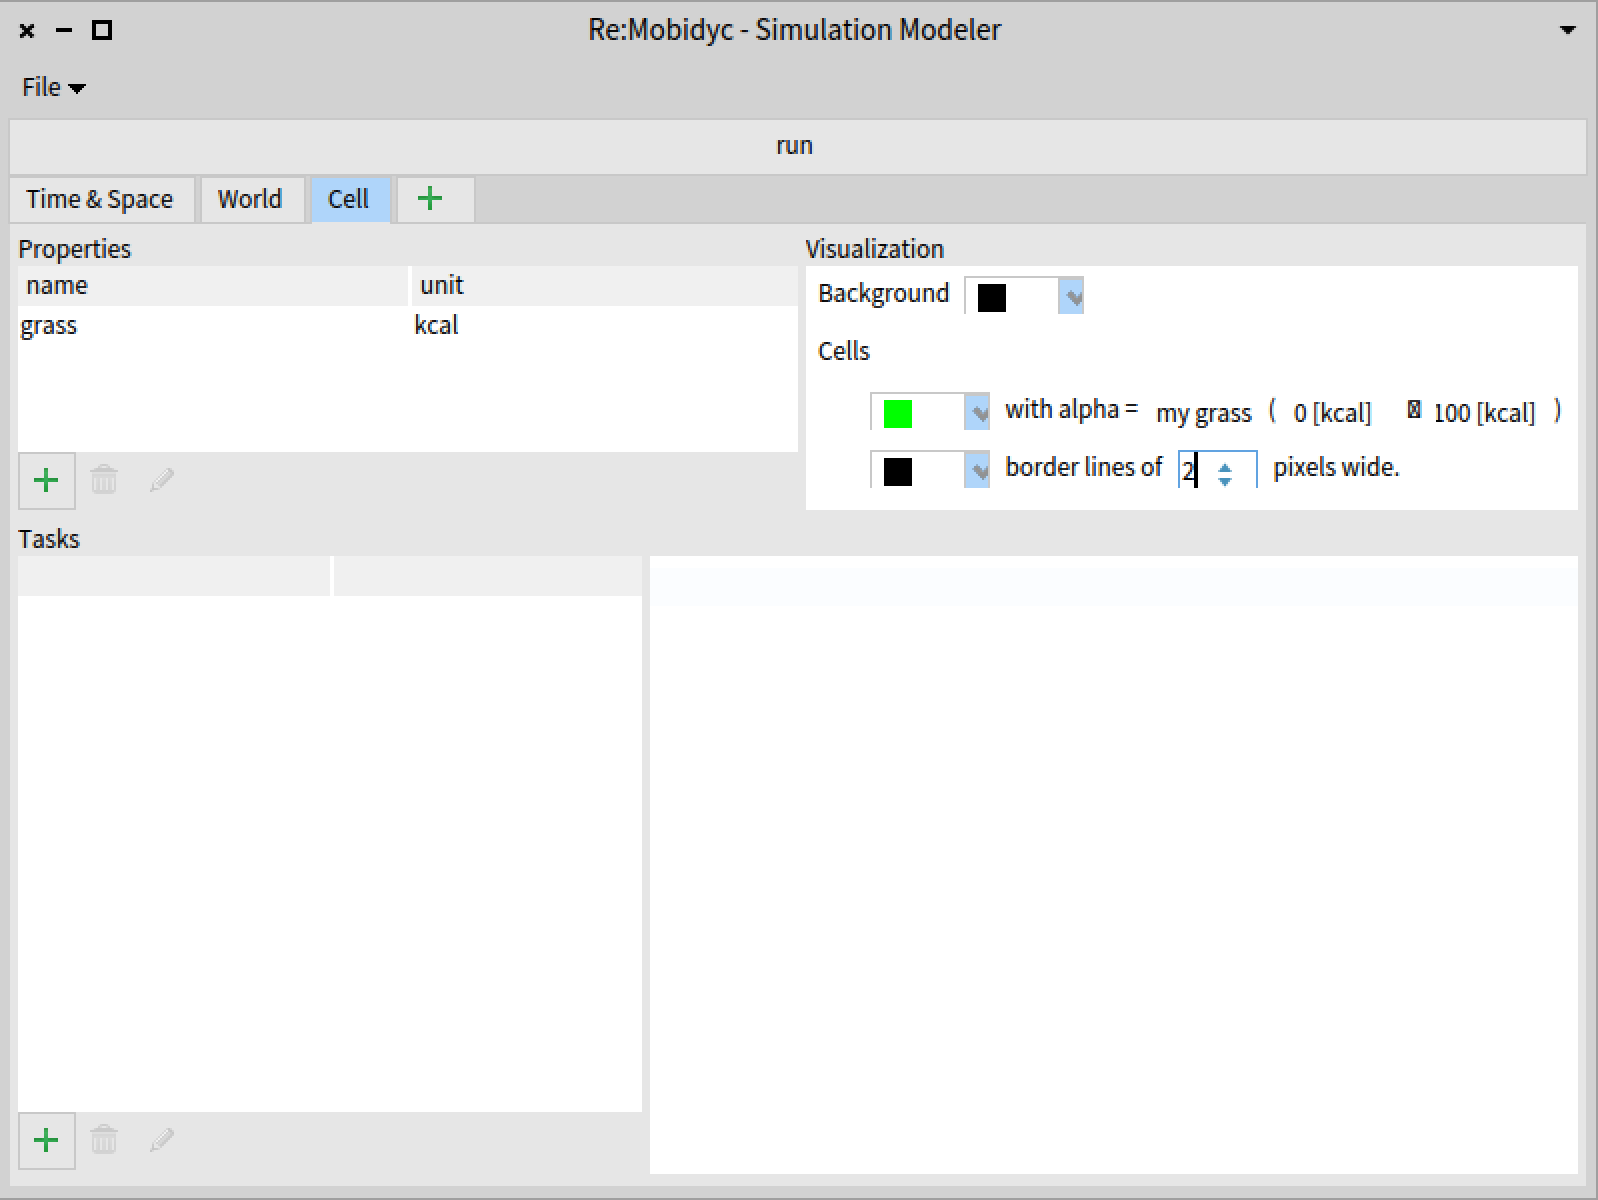 Re:Mobidyc - Simulation Modeler
File
run
Time & Space World Cell
Properties
name unit
grass kcal
Visualization
Background
Cells
with alpha = my grass ( 0 [kcal] 100 [kcal] )
border lines of 2 pixels wide.
Tasks